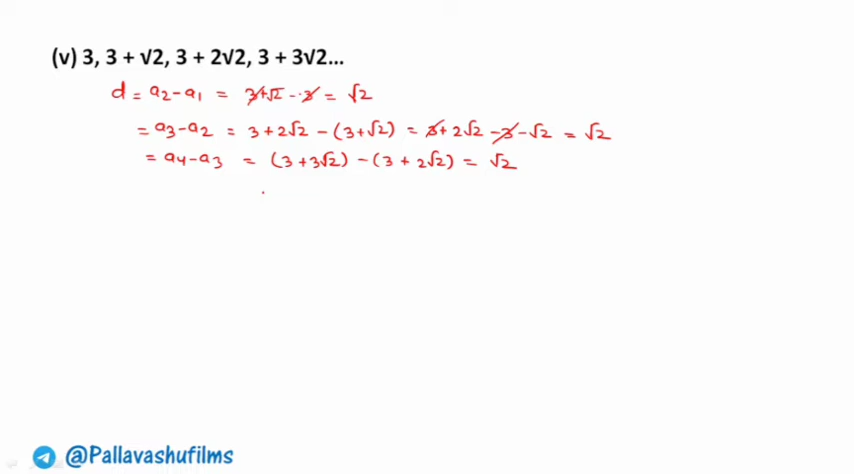 (v) 3, 3 + √2, 3 + 2√2, 3 + 3√2...
d = a2 - a1 = 3+√2 - 3 = √2
= a3 - a2 = 3+2√2 - (3+√2) = 3+2√2 - 3 - √2 = √2
= a4 - a3 = (3+3√2) - (3+2√2) = √2
@Pallavashufilms